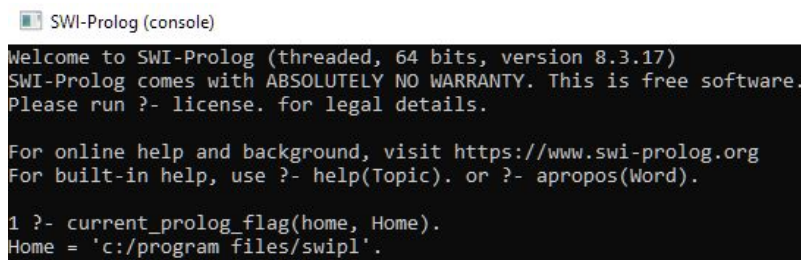 SWI-Prolog (console)
Welcome to SWI-Prolog (threaded, 64 bits, version 8.3.17)
SWI-Prolog comes with ABSOLUTELY NO WARRANTY. This is free software.
Please run ?- license. for legal details.
For online help and background, visit https://www.swi-prolog.org
For built-in help, use ?- help(Topic). or ?- apropos(Word).
1 ?- current_prolog_flag(home, Home).
Home = 'c:/program files/swipl'.